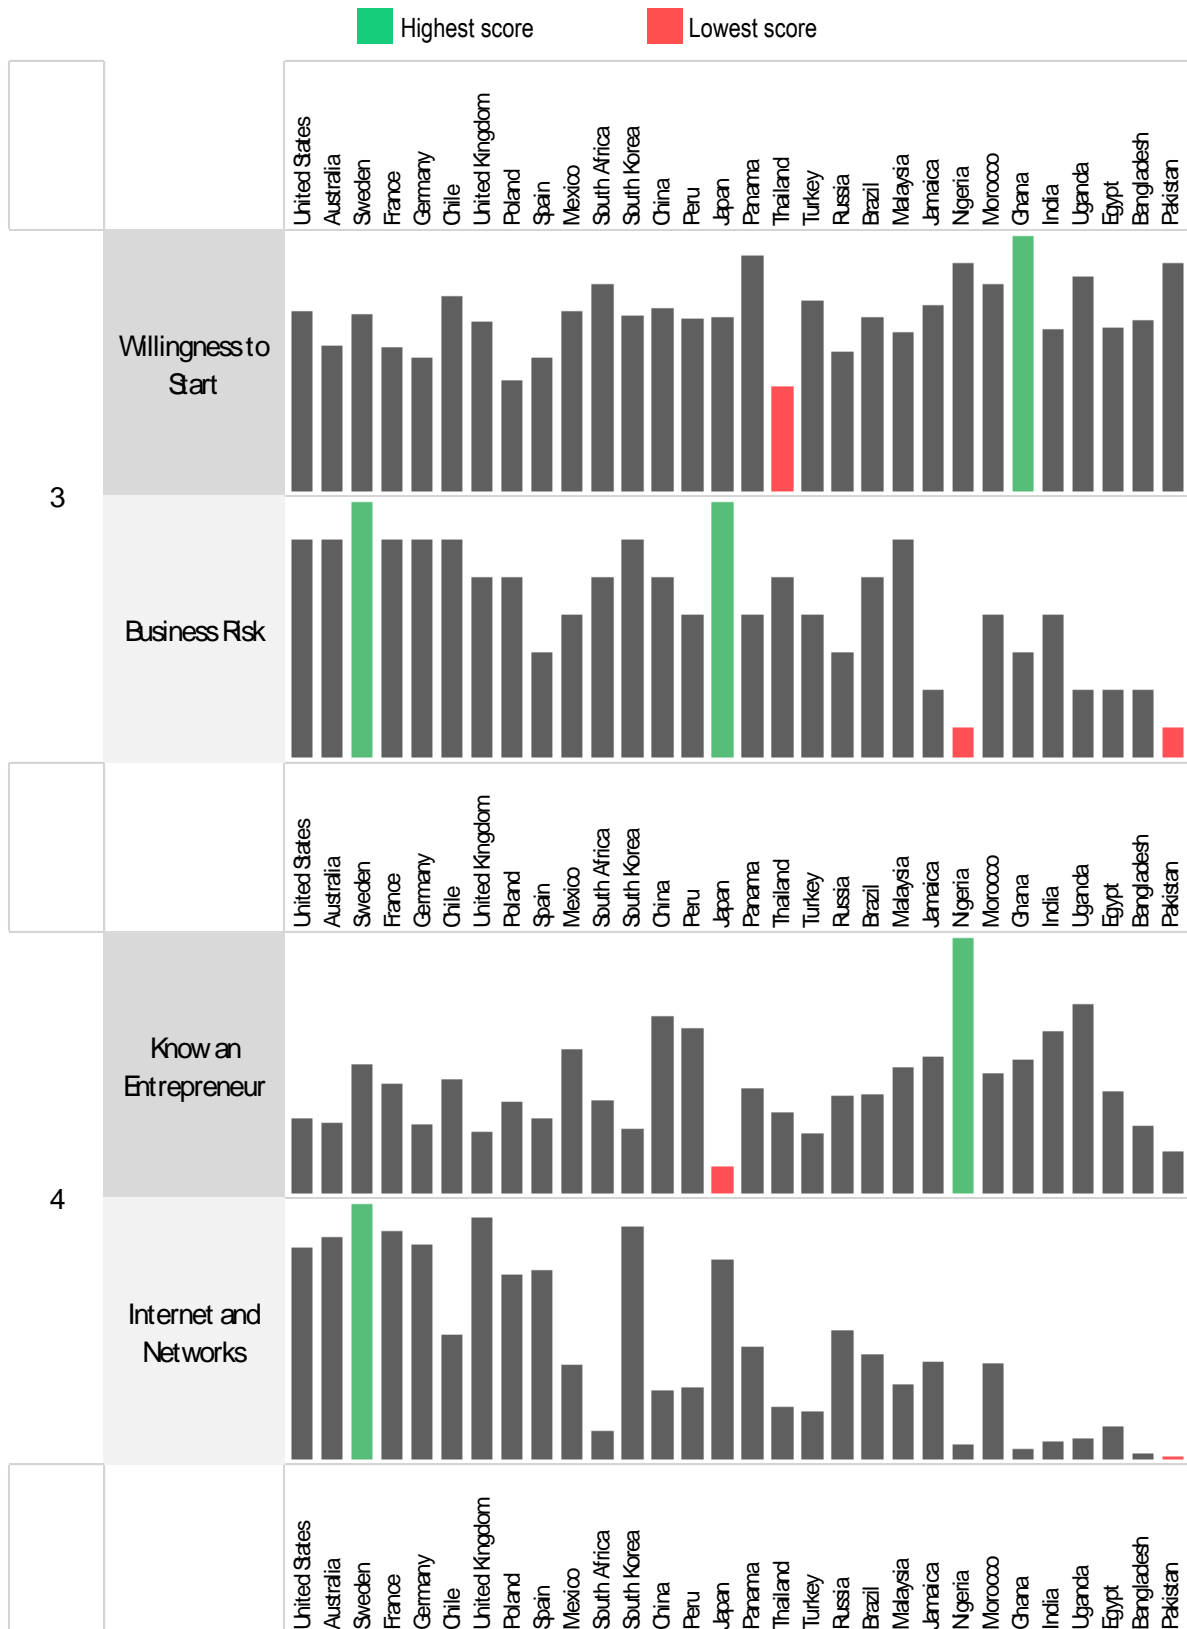 Highest score
Lowest score
United States
Australia
Sweden
France
Germany
Chile
United Kingdom
Poland
Spain
Mexico
South Africa
South Korea
China
Peru
Japan
Panama
Thailand
Turkey
Russia
Brazil
Malaysia
Jamaica
Nigeria
Morocco
Ghana
India
Uganda
Egypt
Bangladesh
Pakistan
3
Willingness to
Start
Business Risk
United States
Australia
Sweden
France
Germany
Chile
United Kingdom
Poland
Spain
Mexico
South Africa
South Korea
China
Peru
Japan
Panama
Thailand
Turkey
Russia
Brazil
Malaysia
Jamaica
Nigeria
Morocco
Ghana
India
Uganda
Egypt
Bangladesh
Pakistan
4
Know an
Entrepreneur
Internet and
Networks
United States
Australia
Sweden
France
Germany
Chile
United Kingdom
Poland
Spain
Mexico
South Africa
South Korea
China
Peru
Japan
Panama
Thailand
Turkey
Russia
Brazil
Malaysia
Jamaica
Nigeria
Morocco
Ghana
India
Uganda
Egypt
Bangladesh
Pakistan